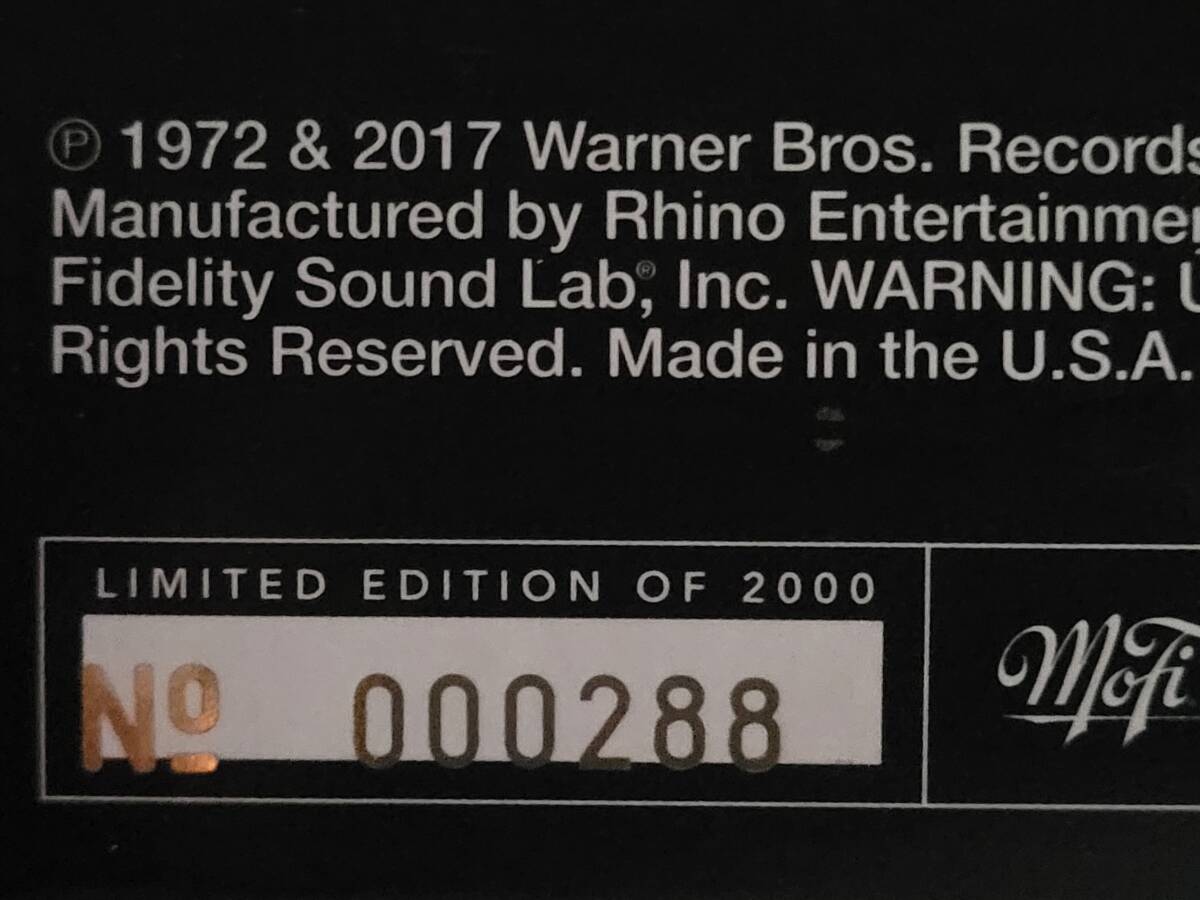 ℗ 1972 & 2017 Warner Bros. Records
Manufactured by Rhino
Fidelity Sound Lab®, Inc. WARNING:
Rights Reserved. Made in the U.S.A.
LIMITED EDITION OF 2000
Nº 000288
MoFi